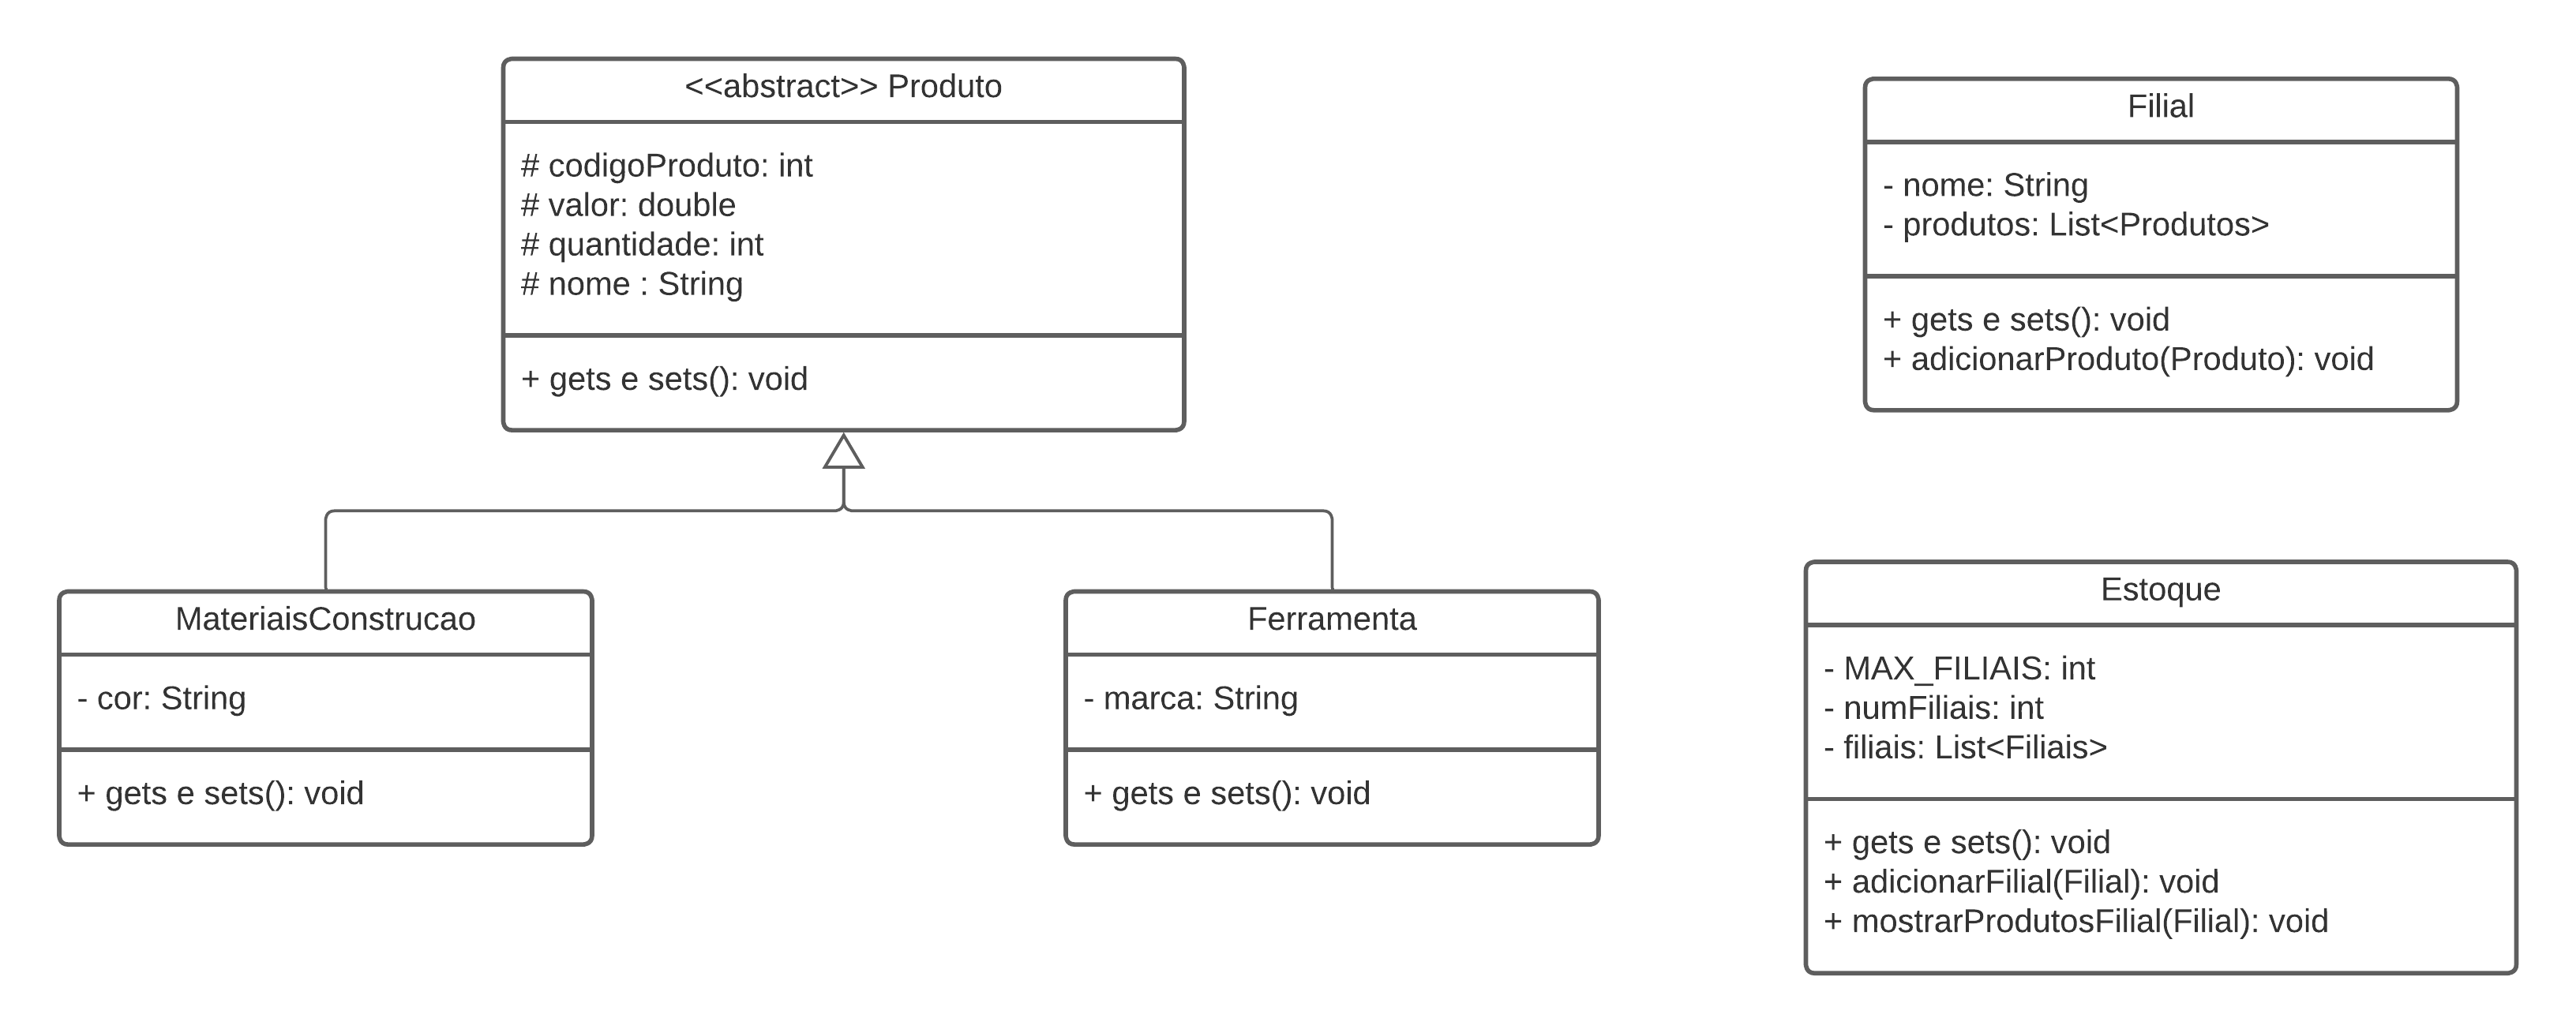 <<abstract>> Produto
# codigoProduto: int
# valor: double
# quantidade: int
# nome : String
+ gets e sets(): void
Filial
- nome: String
- produtos: List<Produtos>
+ gets e sets(): void
+ adicionarProduto(Produto): void
MateriaisConstrucao
- cor: String
+ gets e sets(): void
Ferramenta
- marca: String
+ gets e sets(): void
Estoque
- MAX_FILIAIS: int
- numFiliais: int
- filiais: List<Filiais>
+ gets e sets(): void
+ adicionarFilial(Filial): void
+ mostrarProdutosFilial(Filial): void